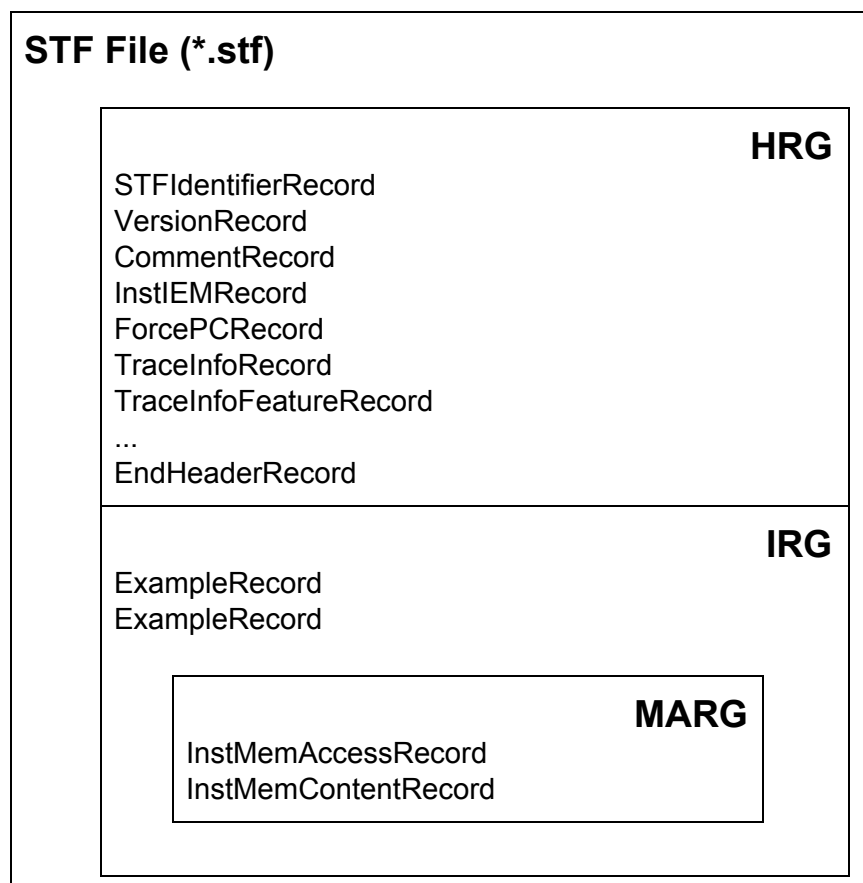 STF File (*.stf)
HRG
STFIdentifierRecord
VersionRecord
CommentRecord
InstIEMRecord
ForcePCRecord
TraceInfoRecord
TraceInfoFeatureRecord
...
EndHeaderRecord
IRG
ExampleRecord
ExampleRecord
MARG
InstMemAccessRecord
InstMemContentRecord